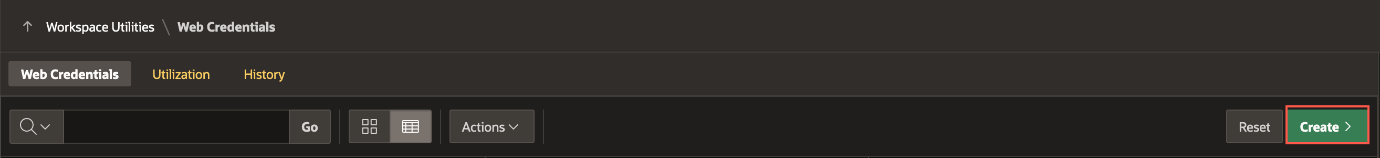 Workspace Utilities \ Web Credentials
Web Credentials Utilization History
Go Actions Reset Create